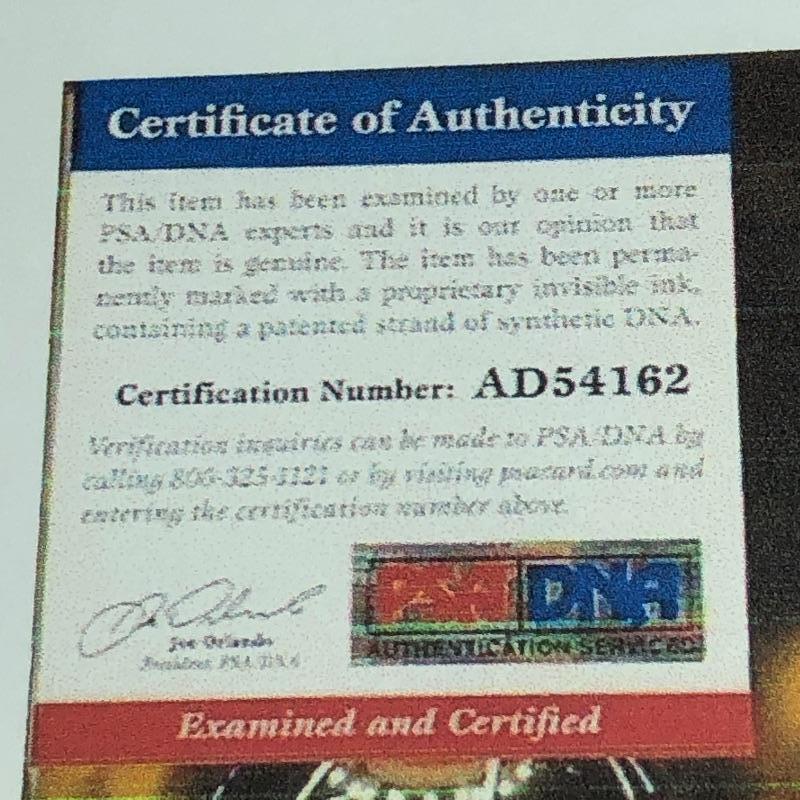 Certificate of Authenticity
This item has been examined by one or more
PSA/DNA experts and it is our opinion that
the item is genuine. The item has been perma-
nently marked with a proprietary invisible ink,
containing a patented strand of synthetic DNA.
Certification Number: AD54162
Verification inquiries can be made to PSA/DNA by
calling 800-325-1121 or by visiting psacard.com and
entering the certification number above.
Joe Orlando
President, PSA/DNA
PSA DNA
AUTHENTICATION SERVICES
Examined and Certified